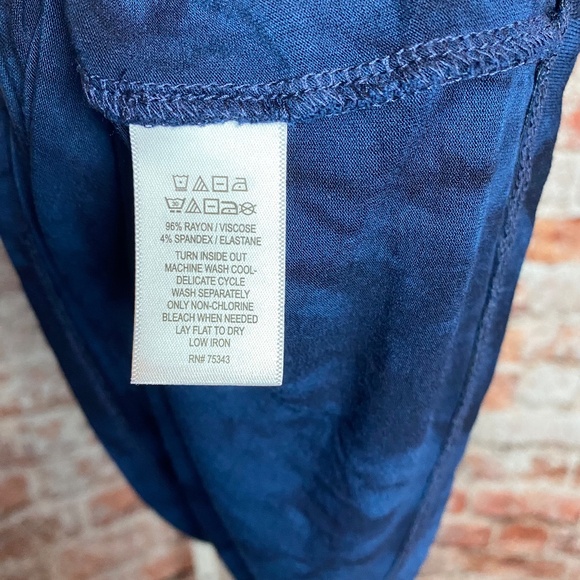 96% RAYON / VISCOSE
4% SPANDEX / ELASTANE
TURN INSIDE OUT
MACHINE WASH COOL-
DELICATE CYCLE
WASH SEPARATELY
ONLY NON-CHLORINE
BLEACH WHEN NEEDED
LAY FLAT TO DRY
LOW IRON
RN# 75343